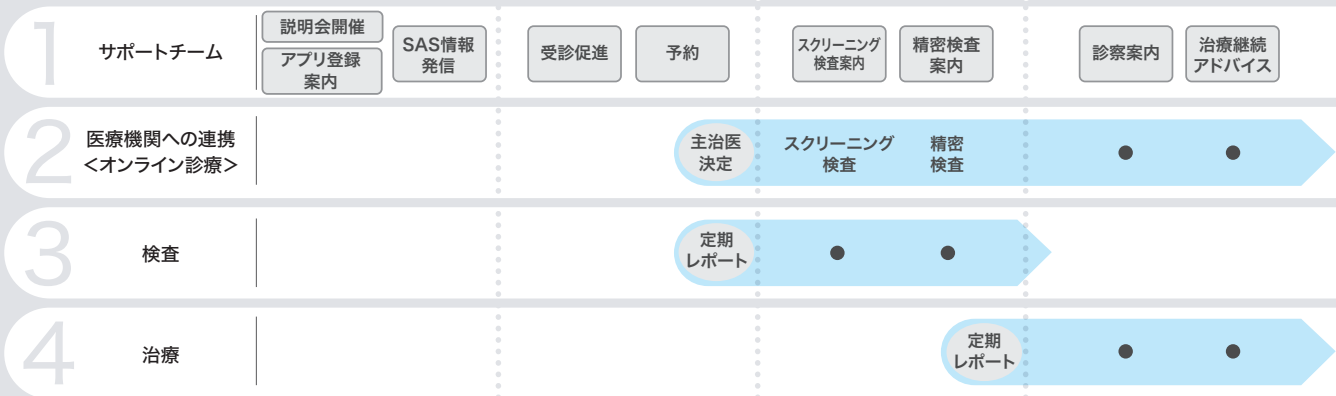 1
サポートチーム
説明会開催
アプリ登録
案内
SAS情報
発信
受診促進
予約
スクリーニング
検査案内
精密検査
案内
診察案内
治療継続
アドバイス
2
医療機関への連携
<オンライン診療>
主治医
決定
スクリーニング
検査
精密
検査
3
検査
定期
レポート
4
治療
定期
レポート